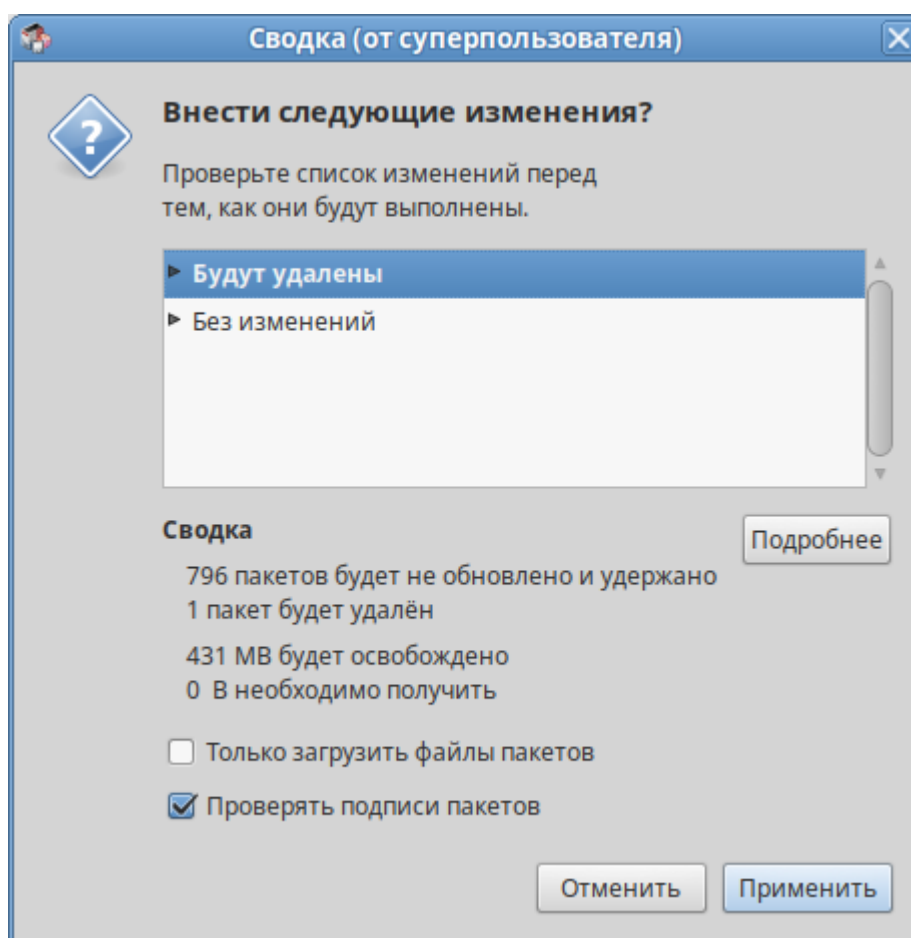 Сводка (от суперпользователя)
Внести следующие изменения?
Проверьте список изменений перед
тем, как они будут выполнены.
Будут удалены
Без изменений
Сводка
Подробнее
796 пакетов будет не обновлено и удержано
1 пакет будет удалён
431 MB будет освобождено
0 B необходимо получить
Только загрузить файлы пакетов
Проверять подписи пакетов
Отменить
Применить